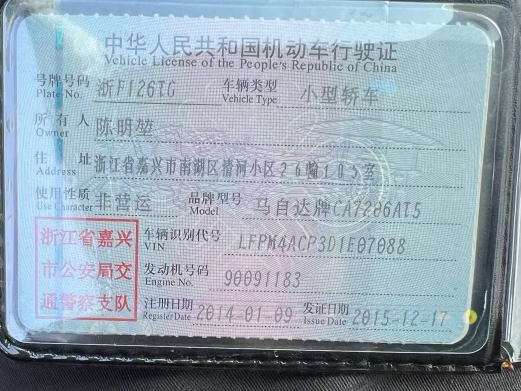 中华人民共和国机动车行驶证
Vehicle License of the People's Republic of China
号牌号码 浙F126TG 车辆类型 小型轿车
Plate No. Vehicle Type
所有人 陈明堃
Owner
住址 浙江省嘉兴市南湖区清河小区26幢105室
Address
使用性质 非营运 品牌型号 马自达牌CA7206AT5
Use Character Model
浙江省嘉兴
市公安局交
通警察支队
车辆识别代号 LFPM4ACP3D1E07088
VIN
发动机号码 90091183
Engine No.
注册日期 2014-01-09 发证日期 2015-12-17
Register Date Issue Date